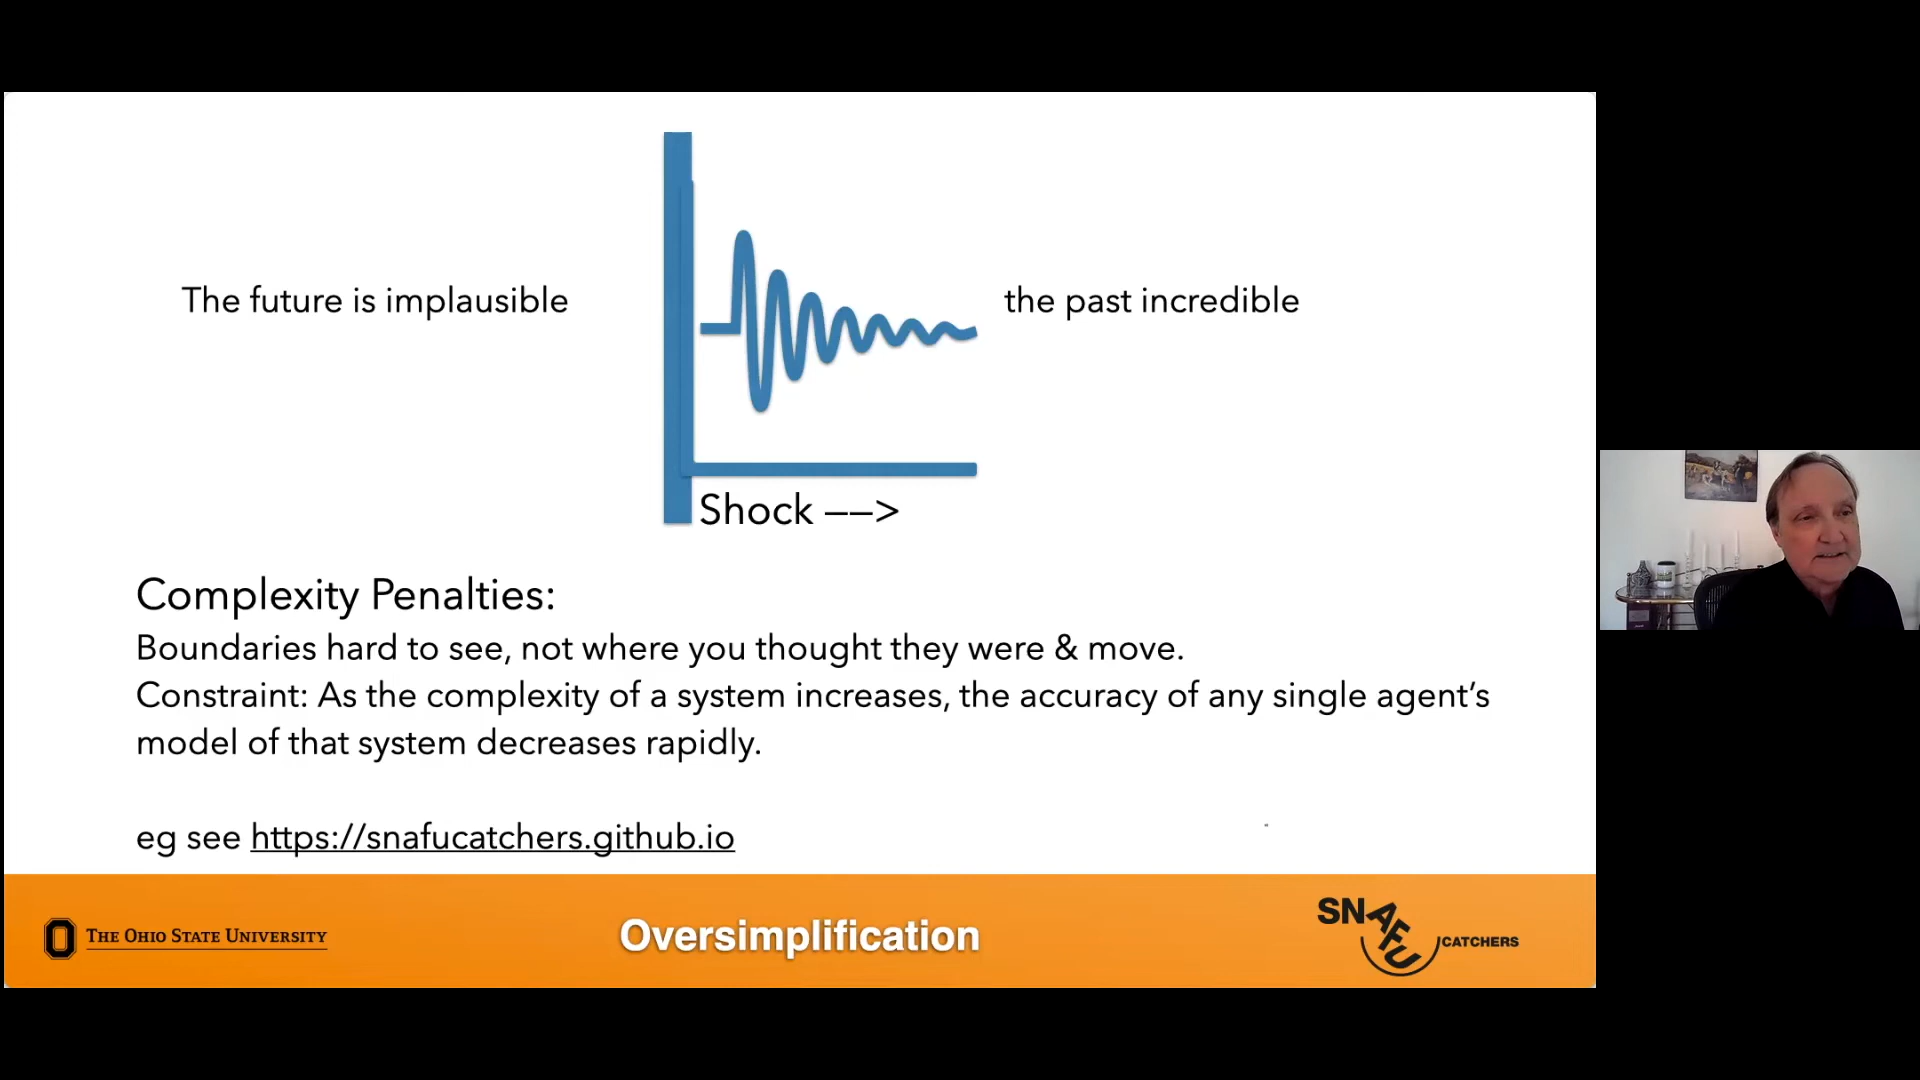 The future is implausible
the past incredible
Shock ––>
Complexity Penalties:
Boundaries hard to see, not where you thought they were & move.
Constraint: As the complexity of a system increases, the accuracy of any single agent’s
model of that system decreases rapidly.
eg see https://snafucatchers.github.io
THE OHIO STATE UNIVERSITY
Oversimplification
SNAFU CATCHERS